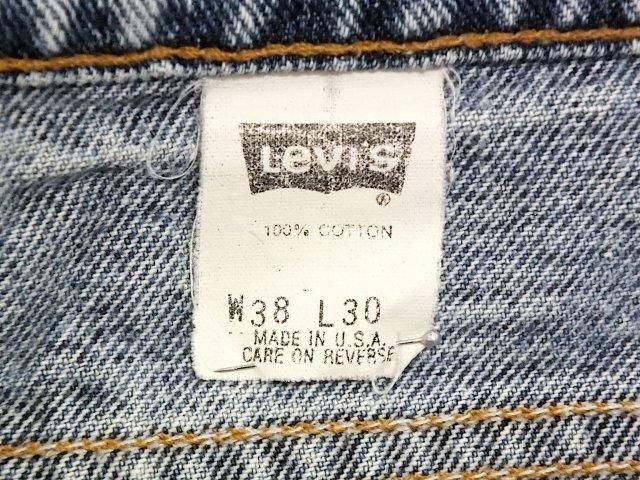 Levi's
®
100% COTTON
W38 L30
MADE IN U.S.A.
CARE ON REVERSE